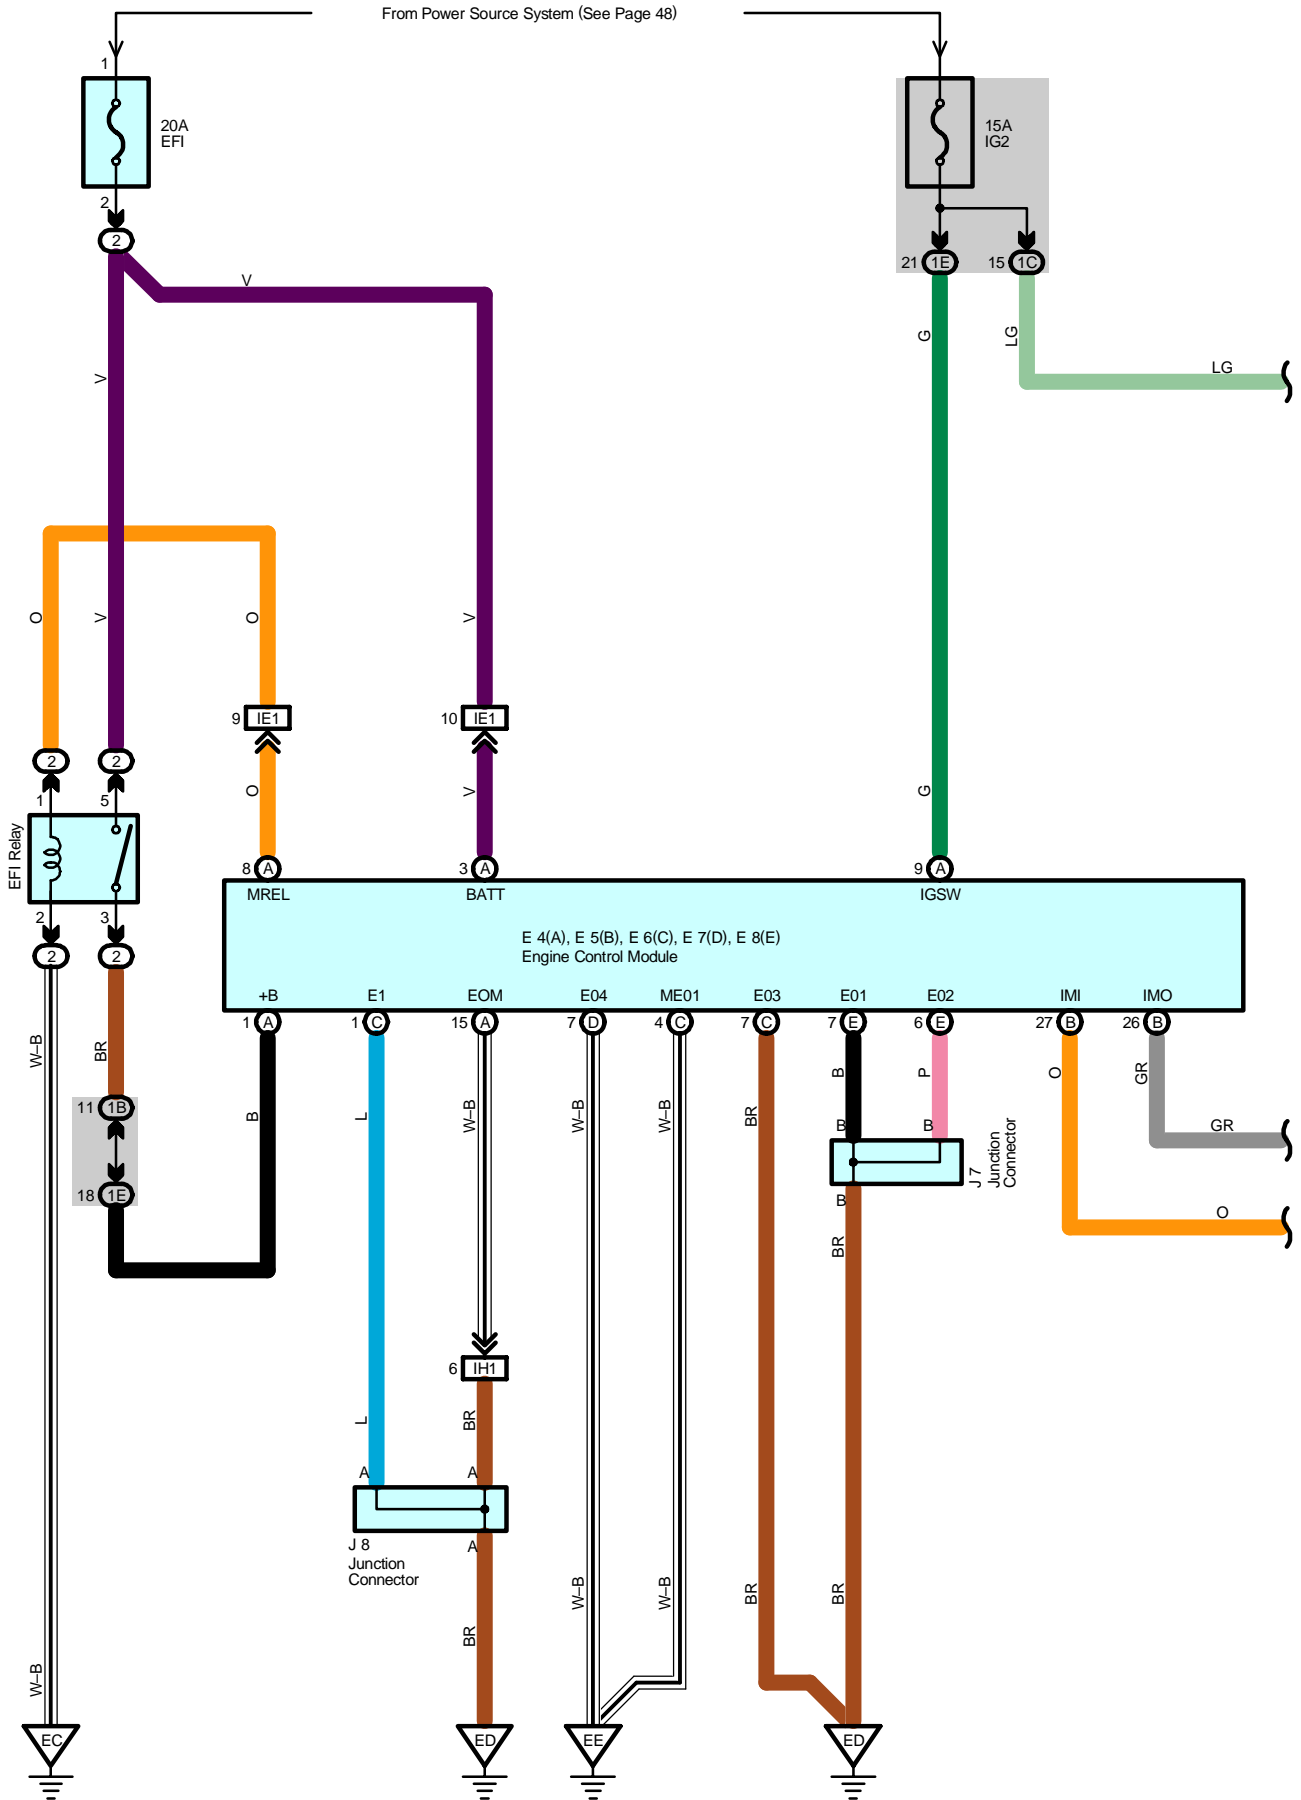 From Power Source System (See Page 48)
1
20A
EFI
15A
IG2
2
2
21 1E
15 1C
V
V
G
LG
LG
O
V
O
V
9 IE1
10 IE1
2
2
1
5
O
V
G
EFI Relay
8 A
3 A
9 A
MREL
BATT
IGSW
2
3
E 4(A), E 5(B), E 6(C), E 7(D), E 8(E)
Engine Control Module
2
2
+B
E1
EOM
E04
ME01
E03
E01
E02
IMI
IMO
1 A
1 C
15 A
7 D
4 C
7 C
7 E
6 E
27 B
26 B
W–B
BR
B
L
W–B
W–B
W–B
BR
B
P
O
GR
11 1B
B
B
GR
J 7
Junction
Connector
18 1E
B
O
BR
6 IH1
L
BR
A
A
J 8
Junction
Connector
A
W–B
BR
W–B
W–B
BR
BR
EC
ED
EE
ED